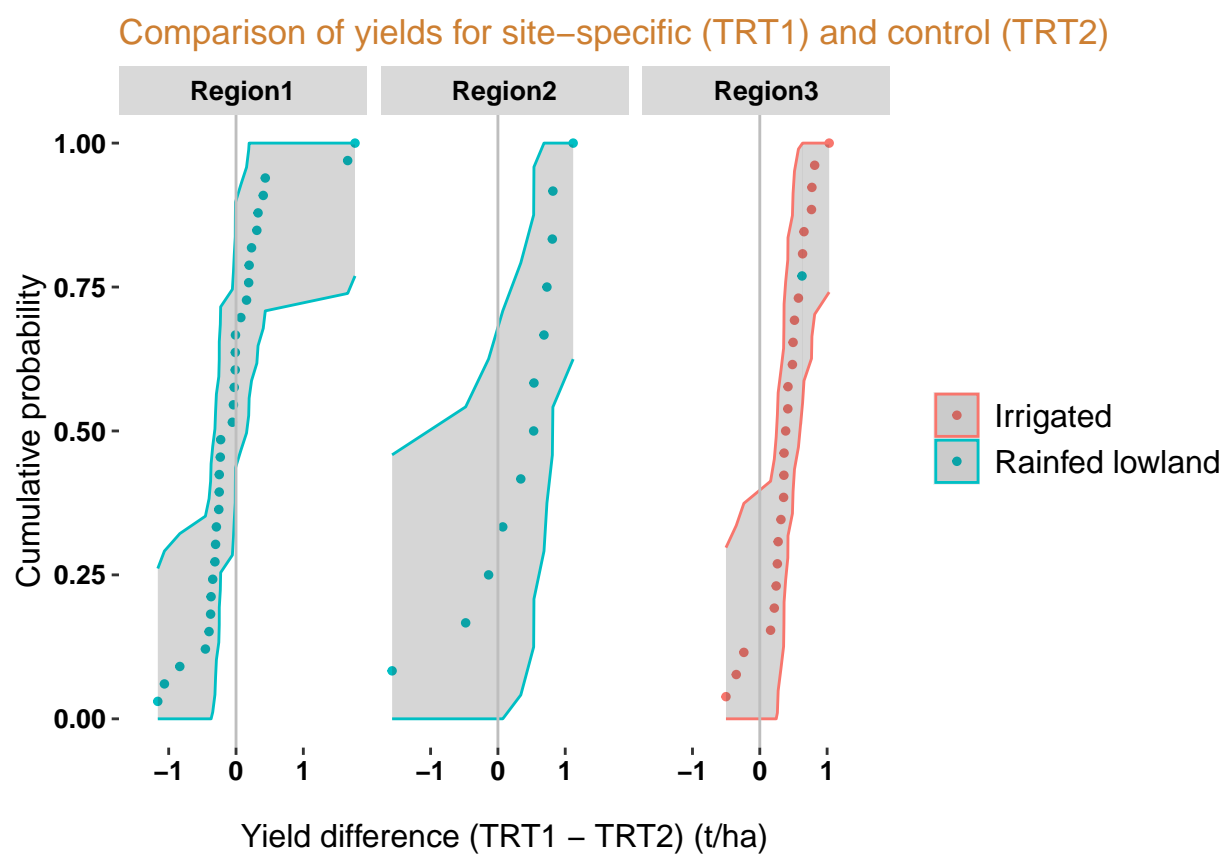 Comparison of yields for site−specific (TRT1) and control (TRT2)
Region1 Region2 Region3
1.00
0.75
0.50
0.25
0.00
Cumulative probability
Irrigated
Rainfed lowland
−1 0 1 −1 0 1 −1 0 1
Yield difference (TRT1 − TRT2) (t/ha)